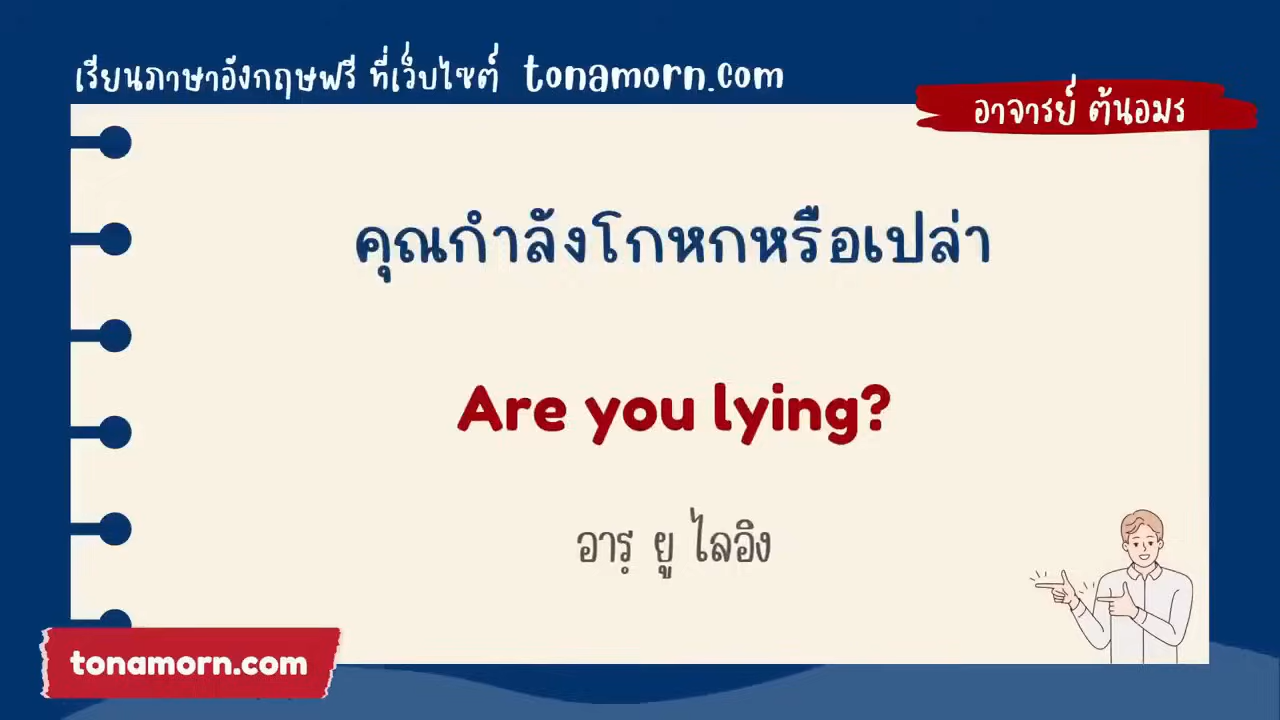 เรียนภาษาอังกฤษฟรี ที่เว็บไซต์ tonamorn.com
อาจารย์ ต้นอมร
คุณกำลังโกหกหรือเปล่า
Are you lying?
อารฺ ยู ไลอิง
tonamorn.com